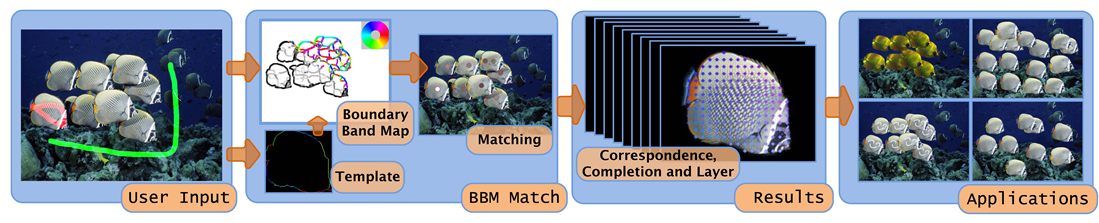 User Input
Boundary
Band Map
Template
Matching
BBM Match
Correspondence,
Completion and Layer
Results
Applications